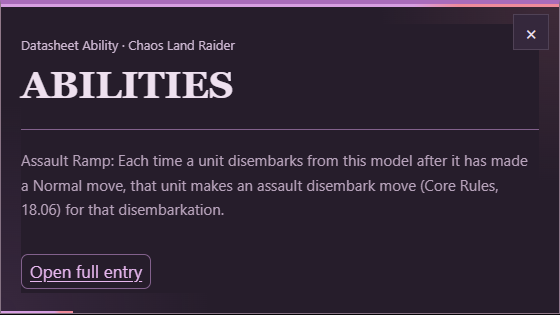 Datasheet Ability · Chaos Land Raider
×
ABILITIES
Assault Ramp: Each time a unit disembarks from this model after it has made
a Normal move, that unit makes an assault disembark move (Core Rules,
18.06) for that disembarkation.
Open full entry